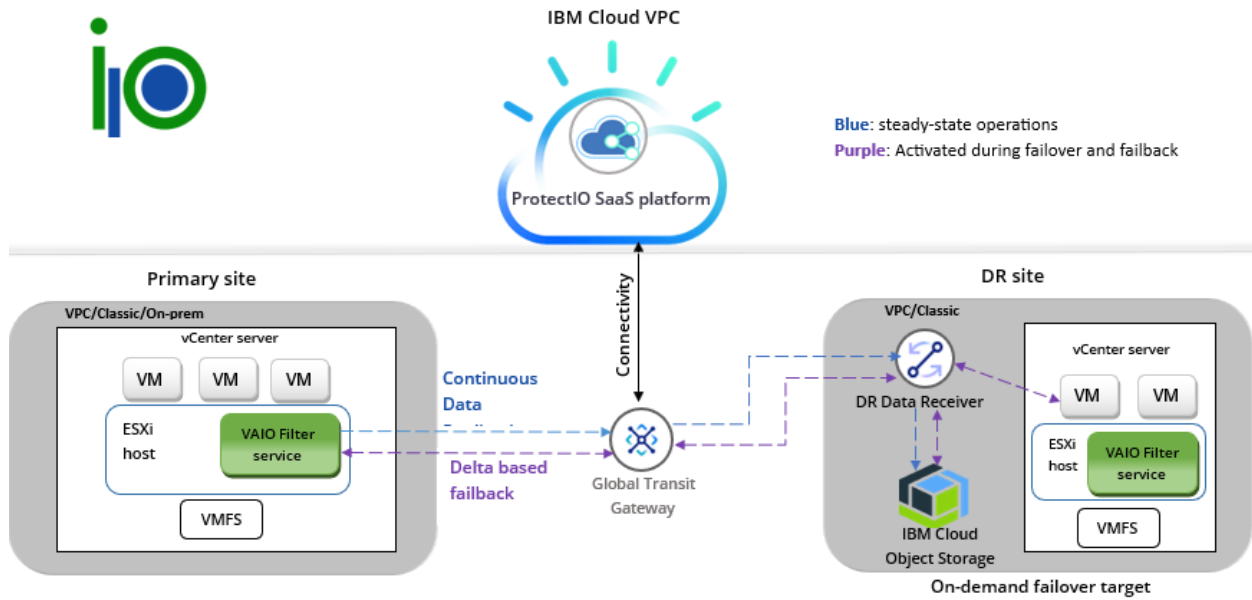 IBM Cloud VPC
ProtectIO SaaS platform
Blue: steady-state operations
Purple: Activated during failover and failback
Connectivity
Primary site
VPC/Classic/On-prem
vCenter server
VM
VM
VM
ESXi
host
VAIO Filter
service
VMFS
Continuous
Data
Delta based
failback
Global Transit
Gateway
DR site
VPC/Classic
DR Data Receiver
IBM Cloud
Object Storage
vCenter server
VM
VM
ESXi
host
VAIO Filter
service
VMFS
On-demand failover target